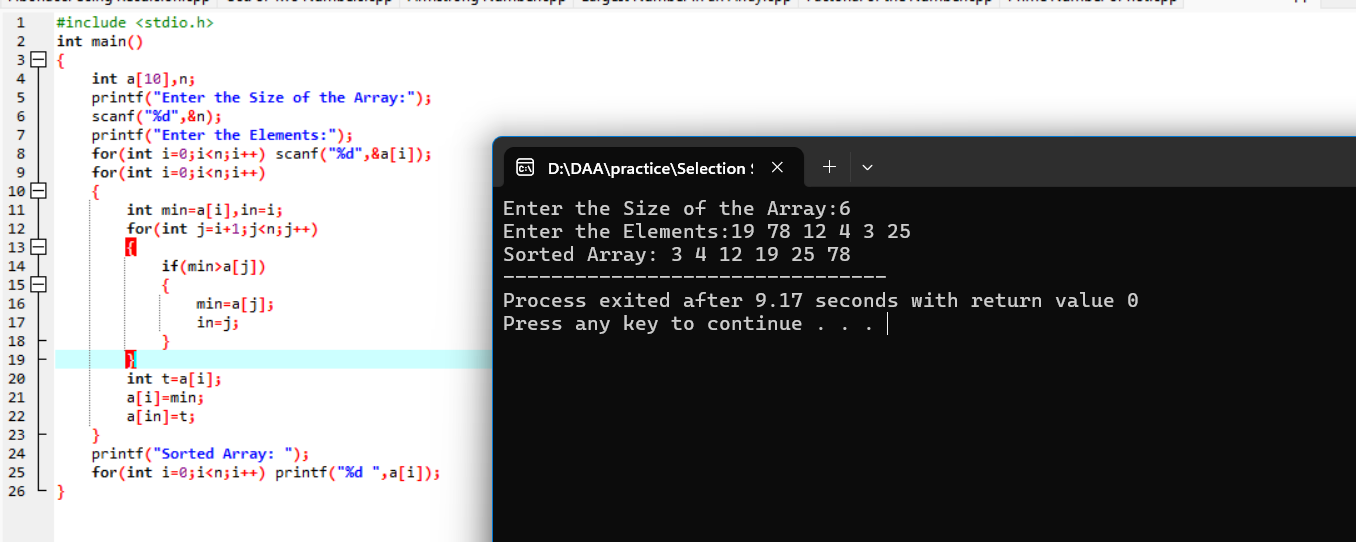 1 #include <stdio.h>
2 int main()
3 {
4 int a[10],n;
5 printf("Enter the Size of the Array:");
6 scanf("%d",&n);
7 printf("Enter the Elements:");
8 for(int i=0;i<n;i++) scanf("%d",&a[i]);
9 for(int i=0;i<n;i++)
10 {
11 int min=a[i],in=i;
12 for(int j=i+1;j<n;j++)
13 {
14 if(min>a[j])
15 {
16 min=a[j];
17 in=j;
18 }
19 }
20 int t=a[i];
21 a[i]=min;
22 a[in]=t;
23 }
24 printf("Sorted Array: ");
25 for(int i=0;i<n;i++) printf("%d ",a[i]);
26 }
D:\DAA\practice\Selection
Enter the Size of the Array:6
Enter the Elements:19 78 12 4 3 25
Sorted Array: 3 4 12 19 25 78
--------------------------------
Process exited after 9.17 seconds with return value 0
Press any key to continue . . .